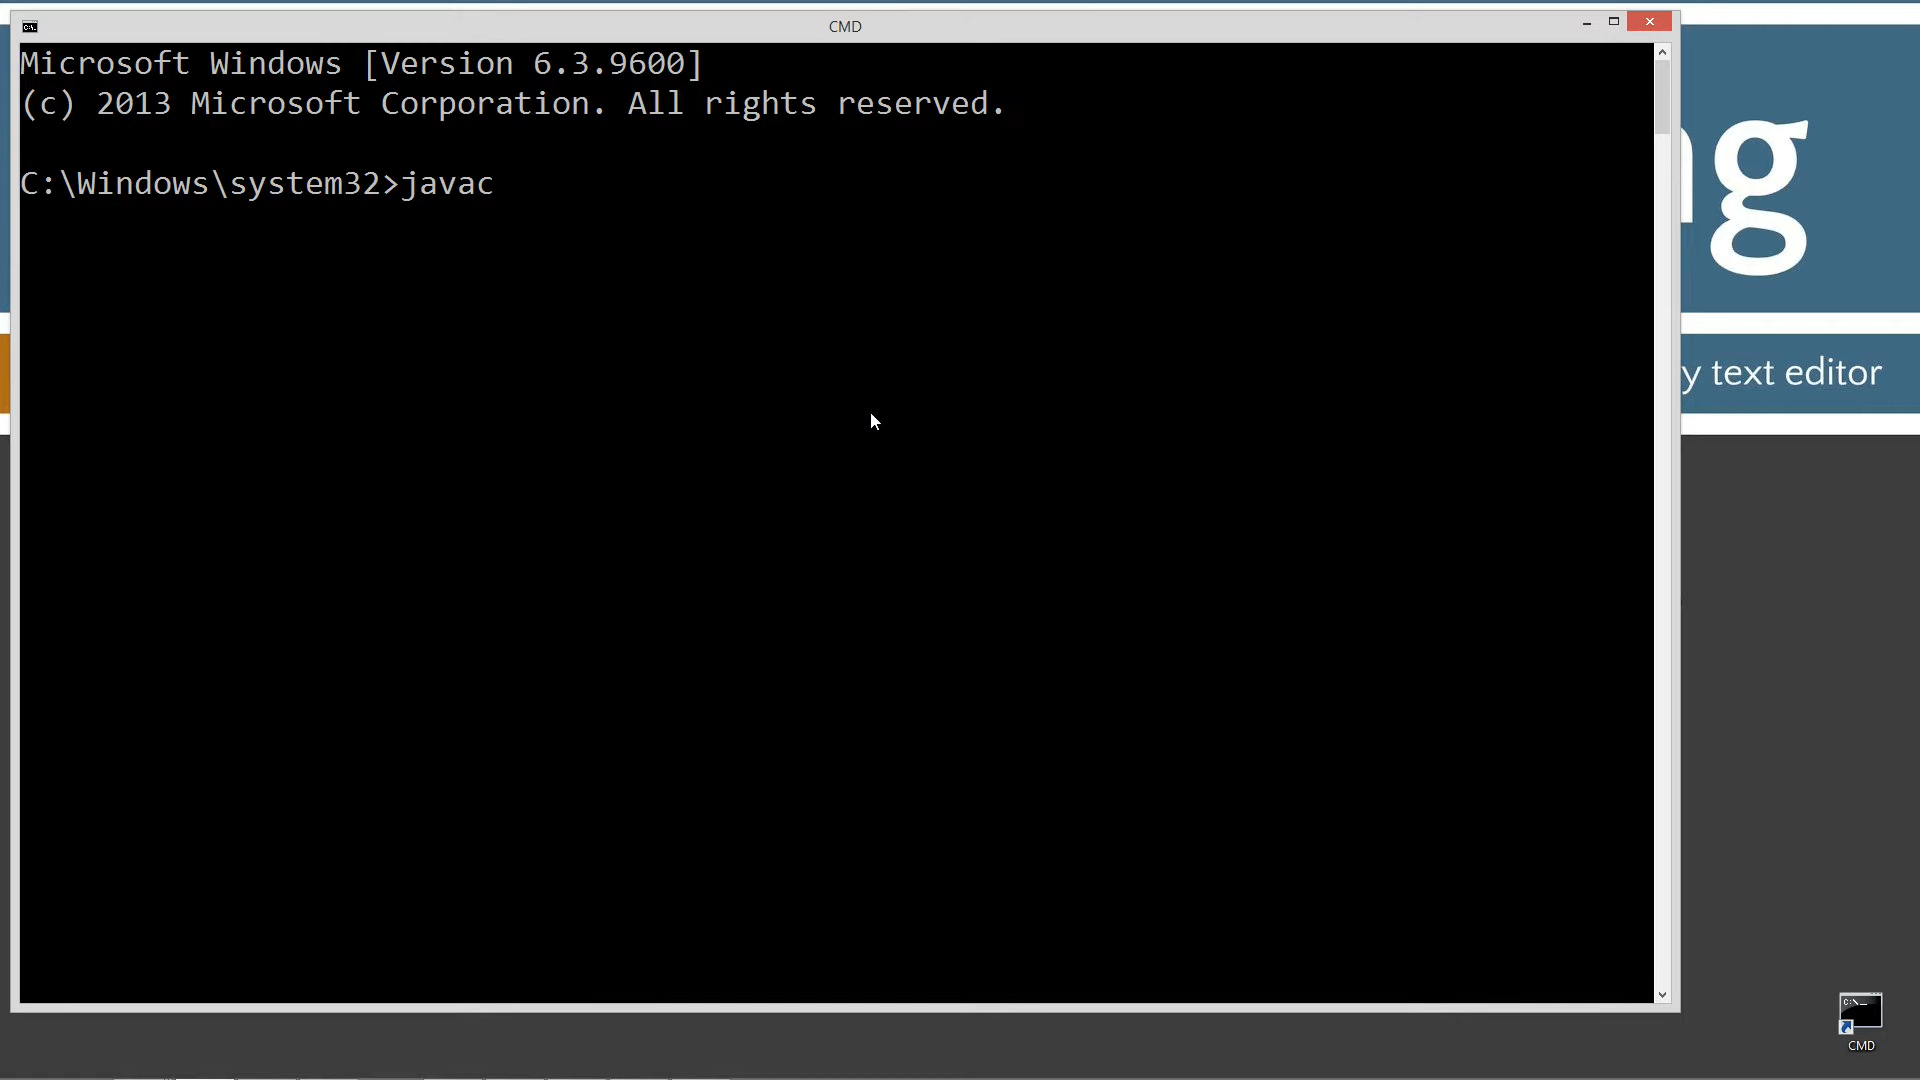 CMD
Microsoft Windows [Version 6.3.9600]
(c) 2013 Microsoft Corporation. All rights reserved.
C:\Windows\system32>javac
g
y text editor
CMD